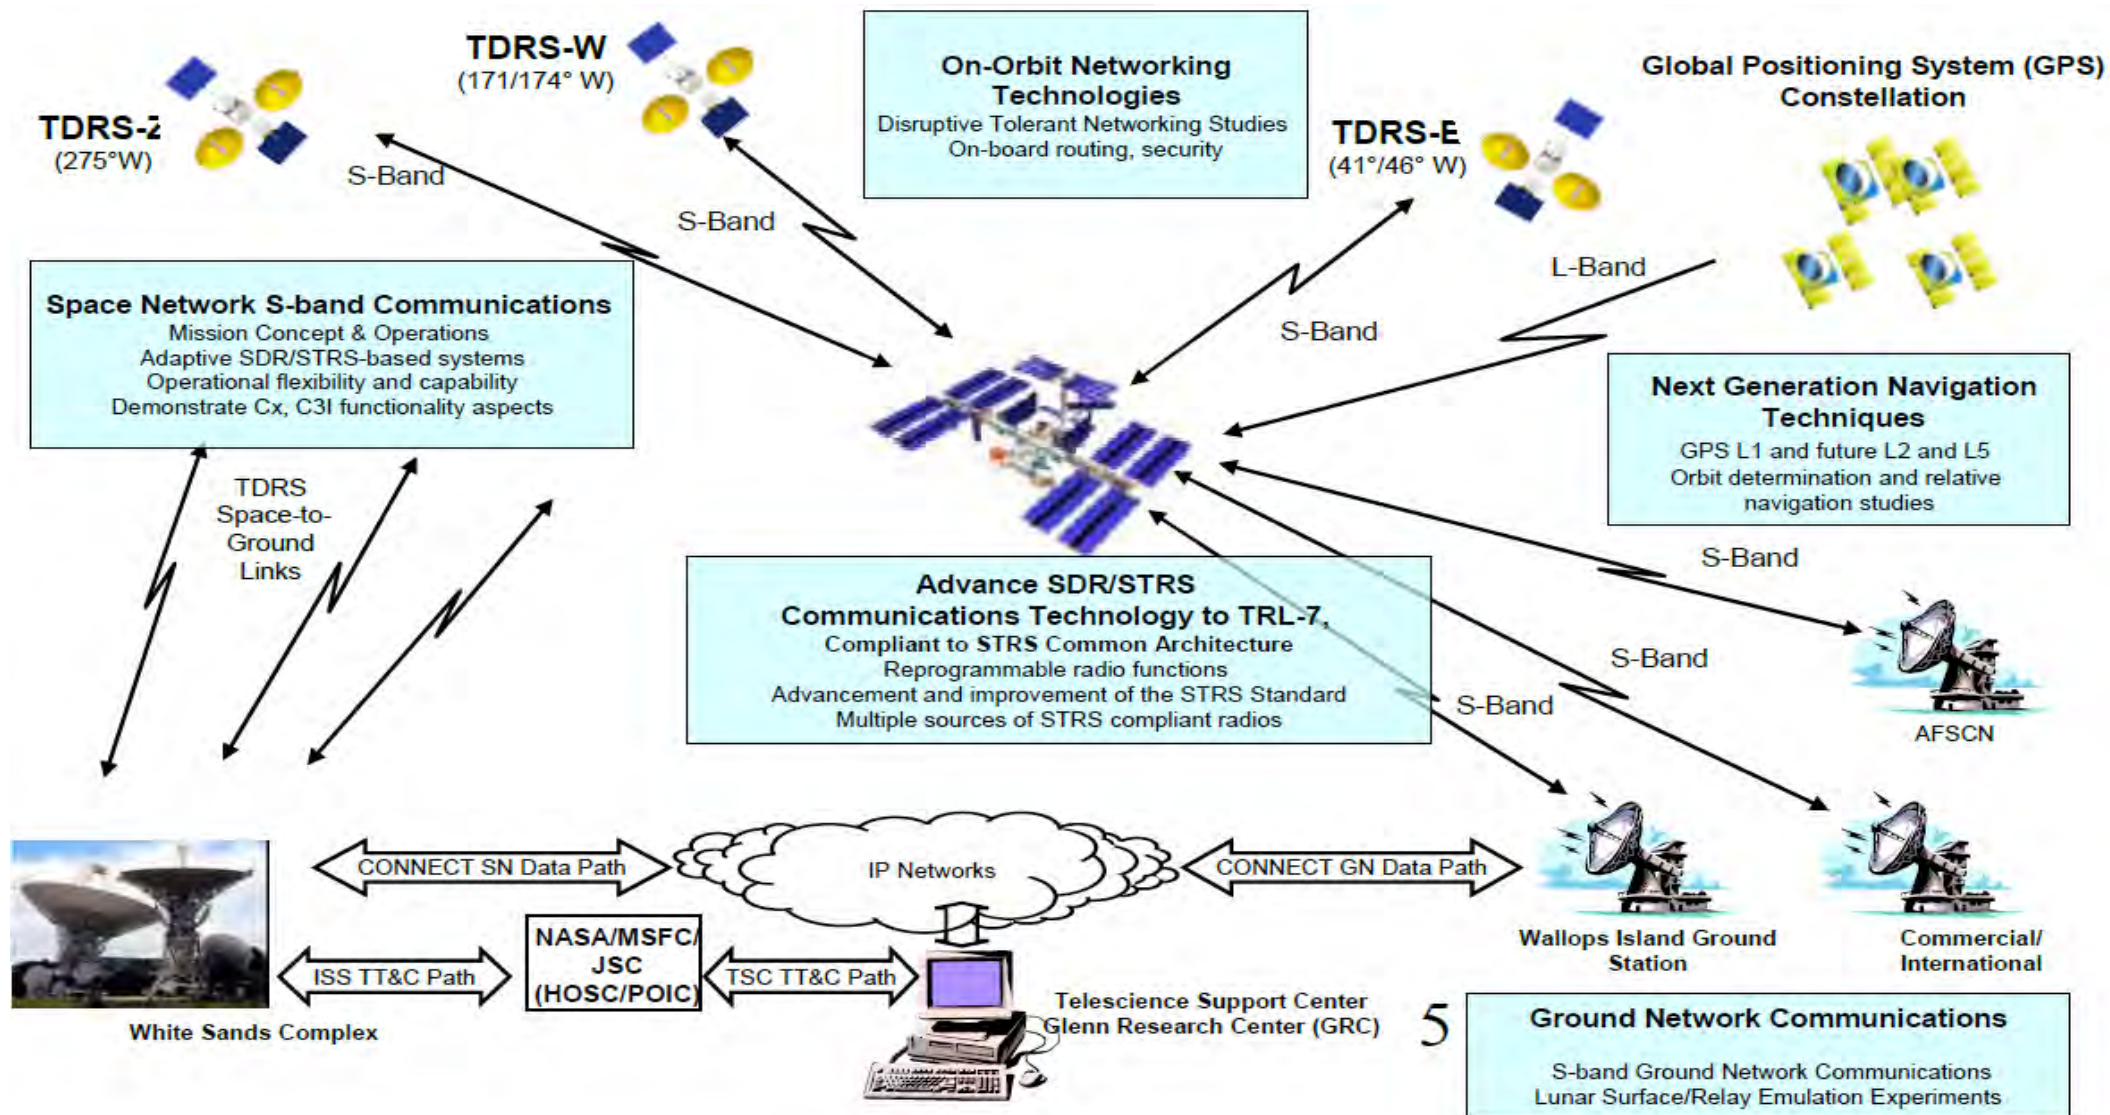 TDRS-W
(171/174° W)
TDRS-Z
(275°W)
S-Band
S-Band
On-Orbit Networking
Technologies
Disruptive Tolerant Networking Studies
On-board routing, security
TDRS-E
(41°/46° W)
Global Positioning System (GPS)
Constellation
L-Band
S-Band
Space Network S-band Communications
Mission Concept & Operations
Adaptive SDR/STRS-based systems
Operational flexibility and capability
Demonstrate Cx, C3I functionality aspects
Next Generation Navigation
Techniques
GPS L1 and future L2 and L5
Orbit determination and relative
navigation studies
TDRS
Space-to-
Ground
Links
Advance SDR/STRS
Communications Technology to TRL-7,
Compliant to STRS Common Architecture
Reprogrammable radio functions
Advancement and improvement of the STRS Standard
Multiple sources of STRS compliant radios
S-Band
S-Band
S-Band
AFSCN
CONNECT SN Data Path
IP Networks
CONNECT GN Data Path
ISS TT&C Path
NASA/MSFC/
JSC
(HOSC/POIC)
TSC TT&C Path
White Sands Complex
Telescience Support Center
Glenn Research Center (GRC)
Wallops Island Ground
Station
Commercial/
International
5
Ground Network Communications
S-band Ground Network Communications
Lunar Surface/Relay Emulation Experiments